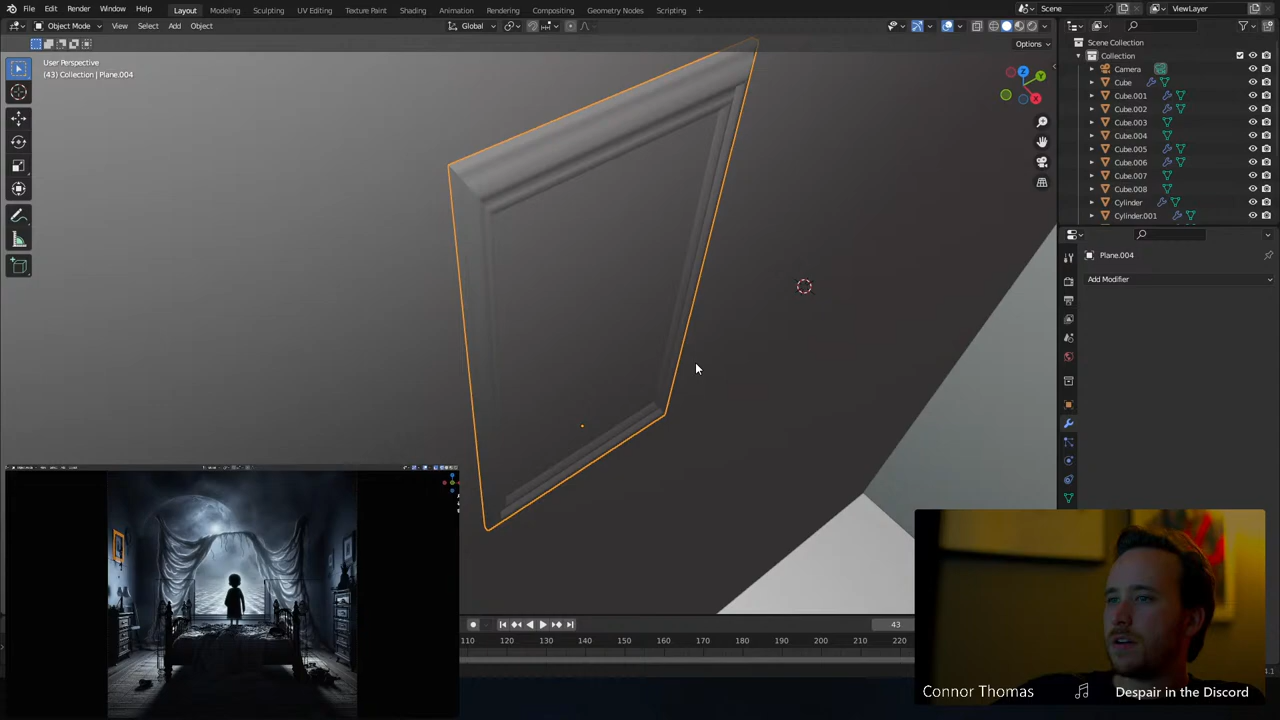 File Edit Render Window Help Layout Modeling Sculpting UV Editing Texture Paint Shading Animation Rendering Compositing Geometry Nodes Scripting + Scene ViewLayer
Object Mode View Select Add Object Global
Options
User Perspective
(43) Collection | Plane.004
Z
Y
X
Scene Collection
Collection
Camera
Cube
Cube.001
Cube.002
Cube.003
Cube.004
Cube.005
Cube.006
Cube.007
Cube.008
Cylinder
Cylinder.001
Plane.004
Add Modifier
43
110 120 130 140 150 160 170 180 190 200 210 220
Connor Thomas Despair in the Discord